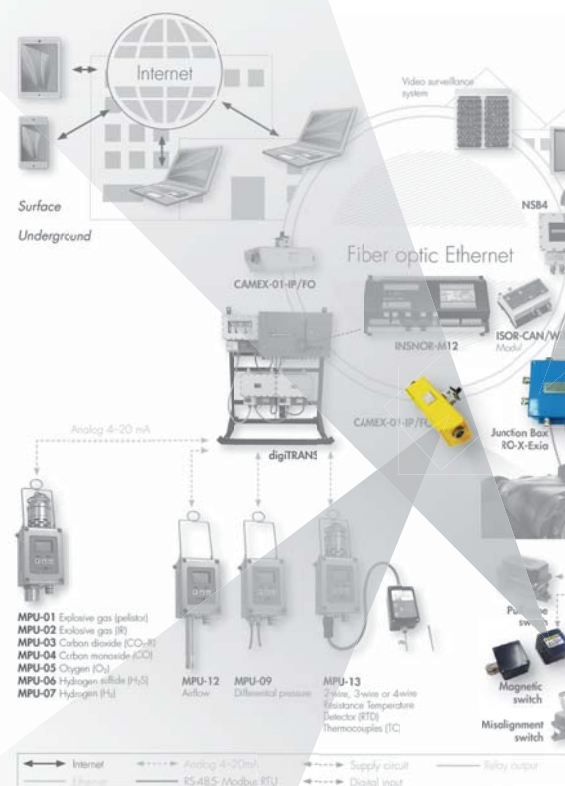 Internet
Video surveillance
system
Surface
Underground
NSB4
Fiber optic Ethernet
CAMEX-01-IP/FO
INSNOR-M12
ISOR-CAN/W
Modul
CAMEX-01-IP/FO
Junction Box
RO-X-Exia
Analog 4÷20 mA
digiTRANS
MPU-01 Explosive gas (pelistor)
MPU-02 Explosive gas (IR)
MPU-03 Carbon dioxide
MPU-04 Carbon monoxide (CO)
MPU-05 Oxygen (O₂)
MPU-06 Hydrogen sulfide (H₂S)
MPU-07 Hydrogen (H₂)
MPU-12
Airflow
MPU-09
Differential pressure
MPU-13
2-wire, 3-wire or 4-wire
Resistance Temperature
Detector (RTD)
Thermocouples (TC)
switch
Magnetic
switch
Misalignment
switch
Internet
Analog 4÷20mA
Supply circuit
Relay output
Ethernet
RS-485- Modbus RTU
Digital input